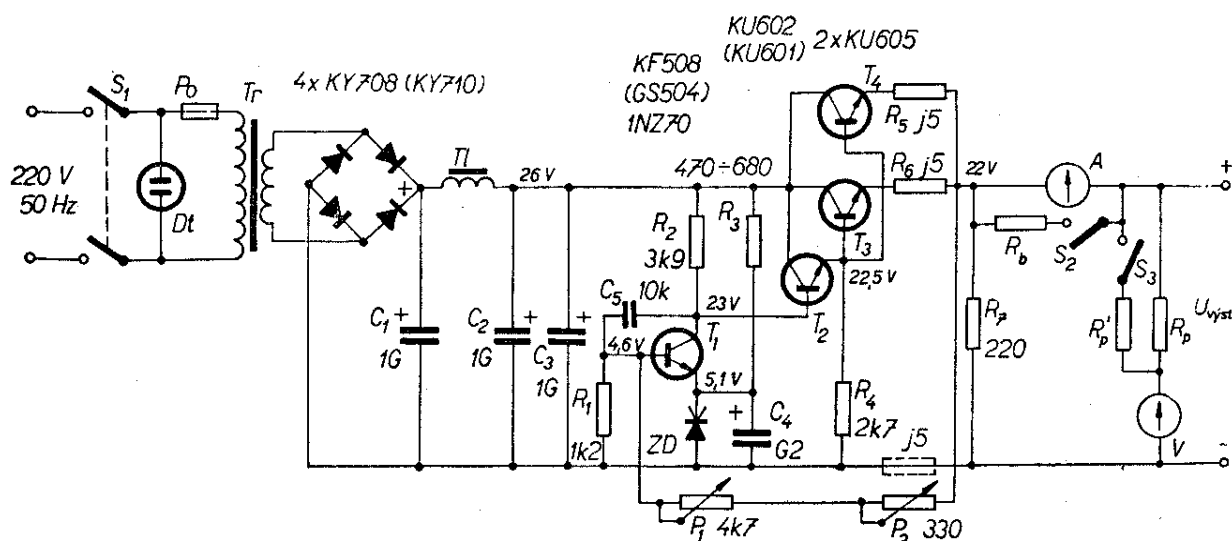 KU602
(KU601)
2xKU605
KF508
(GS504)
1NZ70
4x KY708 (KY710)
S1
Po
Tr
T4
R5 j5
Tl
26 V
470÷680
R6 j5
22V
A
+
220 V
50 Hz
Dt
+
R2
3k9
R3
T3
22,5 V
Rb
S2
S3
C5
10k
23V
T2
C1
1G
+
C2
1G
+
C3
1G
+
4,6 V
T1
5,1 V
R1
1k2
ZD
+
C4
G2
R4
2k7
R7
220
R'p
Rp
Uvýst
V
j5
-
P1 4k7
P2 330